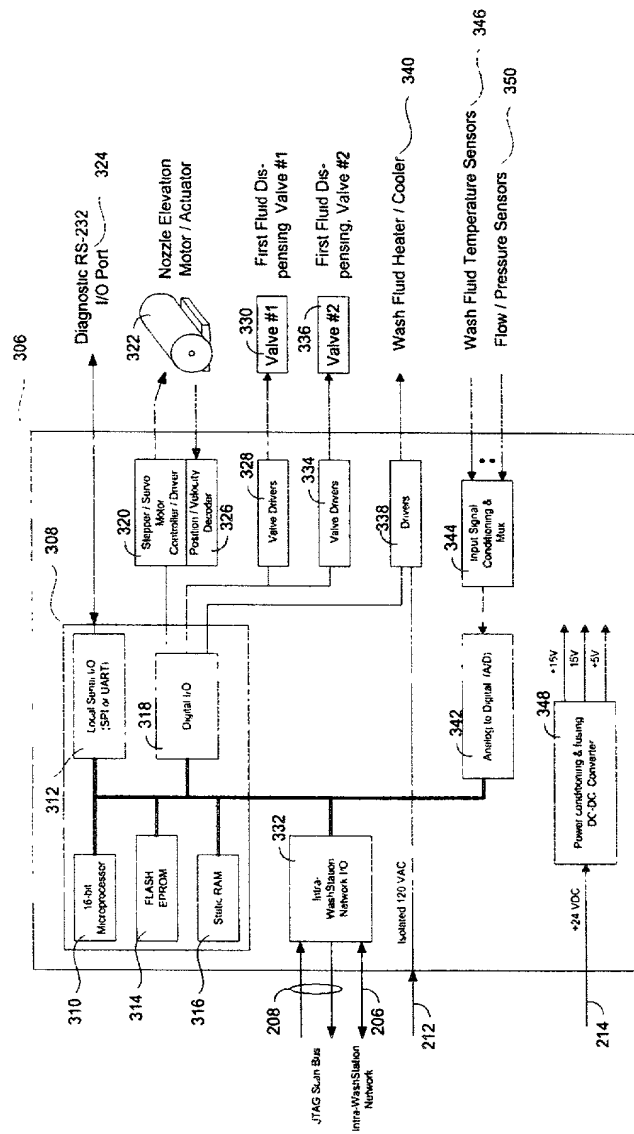 306
308
Diagnostic RS-232
I/O Port
324
Nozzle Elevation
Motor / Actuator
322
First Fluid Dis-
pensing Valve #1
330
Valve #1
First Fluid Dis-
pensing, Valve #2
336
Valve #2
Wash Fluid Heater / Cooler
340
Wash Fluid Temperature Sensors
346
Flow / Pressure Sensors
350
320
Stepper / Servo
Motor
Controller / Driver
Position / Velocity
Decoder
326
328
Valve Drivers
334
Valve Drivers
338
Drivers
344
Input Signal
Conditioning &
Mux
312
Local Serial I/O
(SPI or UART)
318
Digital I/O
342
Analog to Digital (A/D)
+15V
15V
+5V
348
Power conditioning & fusing
DC-DC Converter
16-bit
Microprocessor
310
FLASH
EPROM
314
Static RAM
316
332
Intra-
WashStation
Network I/O
Isolated 120 VAC
+24 VDC
208
JTAG Scan Bus
206
Intra-WashStation
Network
212
214